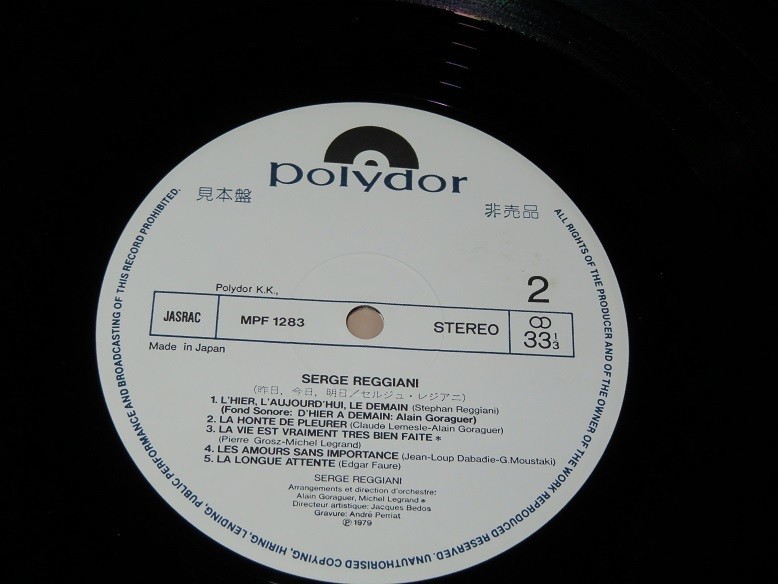 polydor
見本盤
非売品
Polydor K.K.,
2
JASRAC
MPF 1283
STEREO
33 1/3
Made in Japan
SERGE REGGIANI
(昨日, 今日, 明日/セルジュ・レジアニ)
1. L'HIER, L'AUJOURD'HUI, LE DEMAIN (Stephan Reggiani)
(Fond Sonore: D'HIER A DEMAIN: Alain Goraguer)
2. LA HONTE DE PLEURER (Claude Lemesle-Alain Goraguer)
3. LA VIE EST VRAIMENT TRES BIEN FAITE *
(Pierre Grosz-Michel Legrand)
4. LES AMOURS SANS IMPORTANCE (Jean-Loup Dabadie-G.Moustaki)
5. LA LONGUE ATTENTE (Edgar Faure)
SERGE REGGIANI
Arrangements et direction d'orchestre:
Alain Goraguer, Michel Legrand *
Directeur artistique: Jacques Bedos
Gravure: André Perriat
℗ 1979
ALL RIGHTS OF THE PRODUCER AND OF THE OWNER OF THE WORK REPRODUCED RESERVED. UNAUTHORISED COPYING, HIRING, LENDING, PUBLIC PERFORMANCE AND BROADCASTING OF THIS RECORD PROHIBITED.